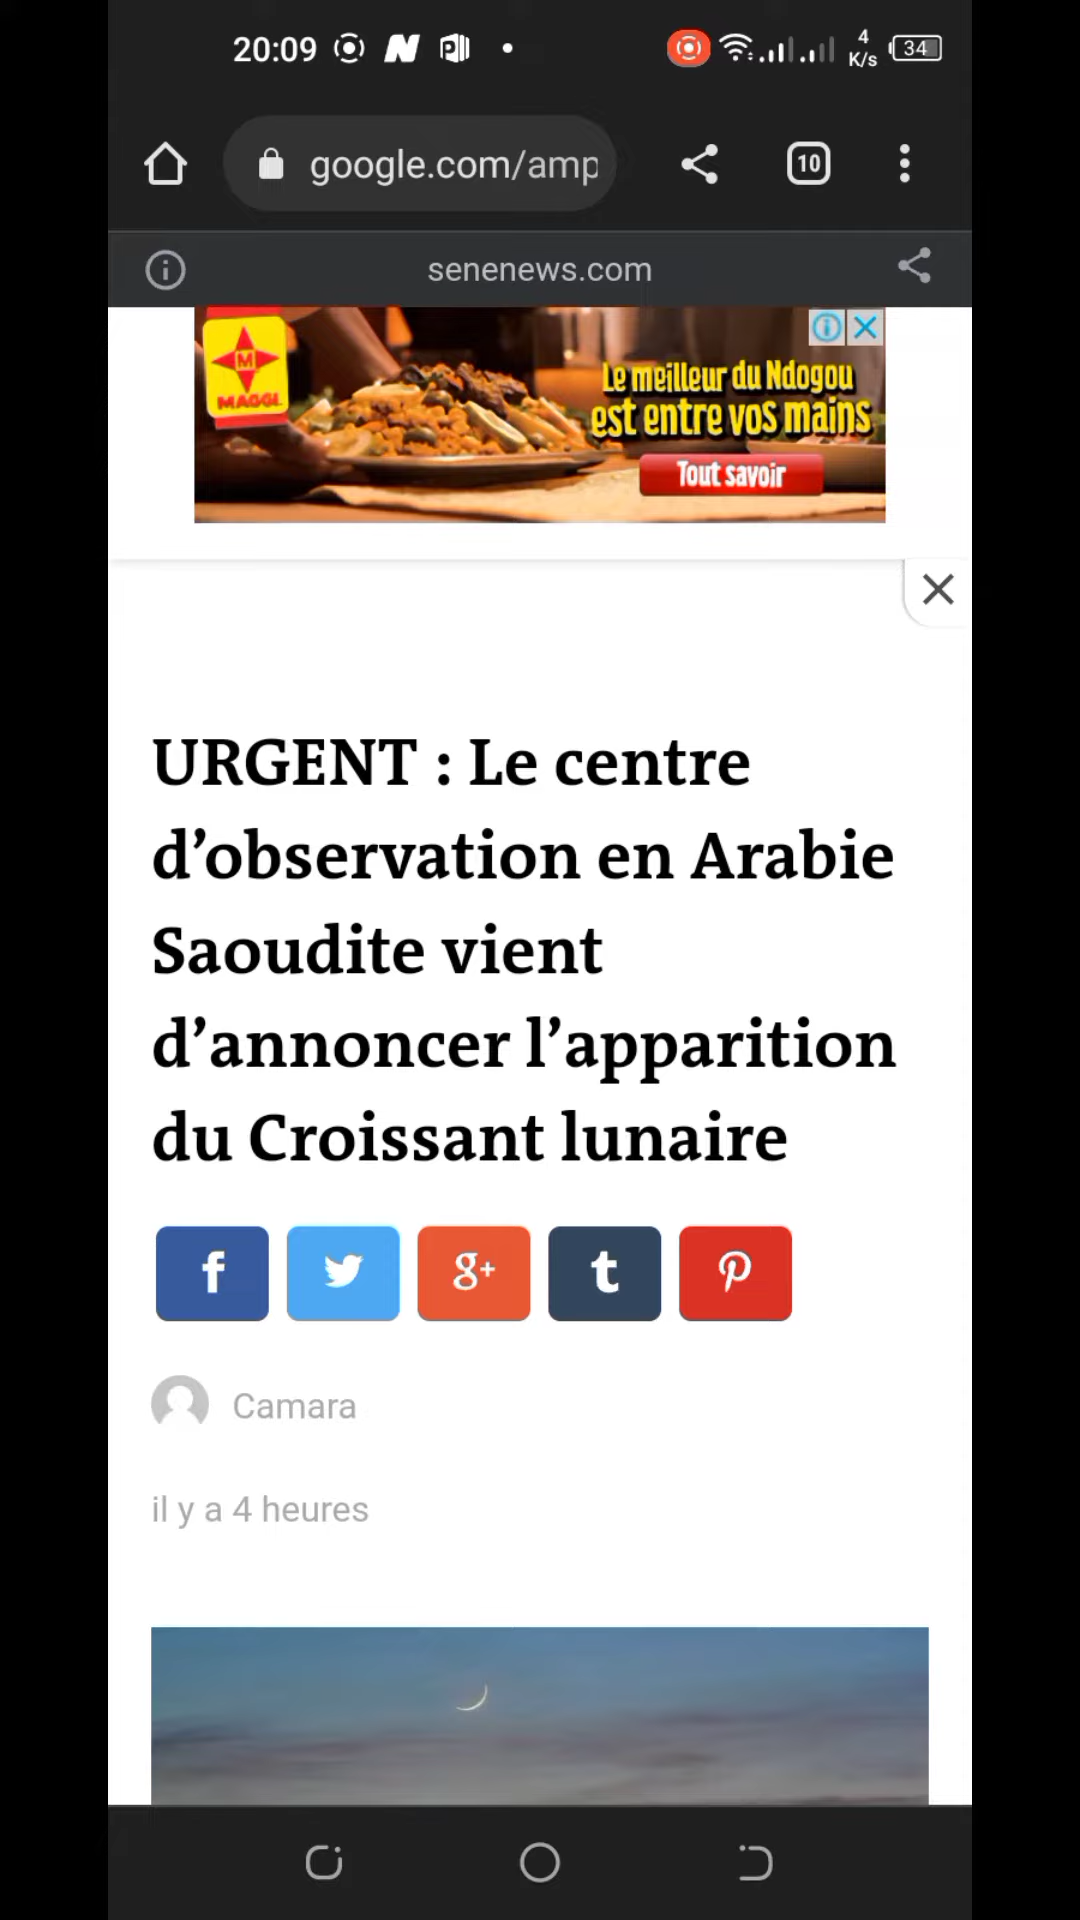 20:09
4
K/s
34
google.com/amp
10
senenews.com
M
MAGGI
Le meilleur du Ndogou
est entre vos mains
Tout savoir
URGENT : Le centre
d’observation en Arabie
Saoudite vient
d’annoncer l’apparition
du Croissant lunaire
Camara
il y a 4 heures